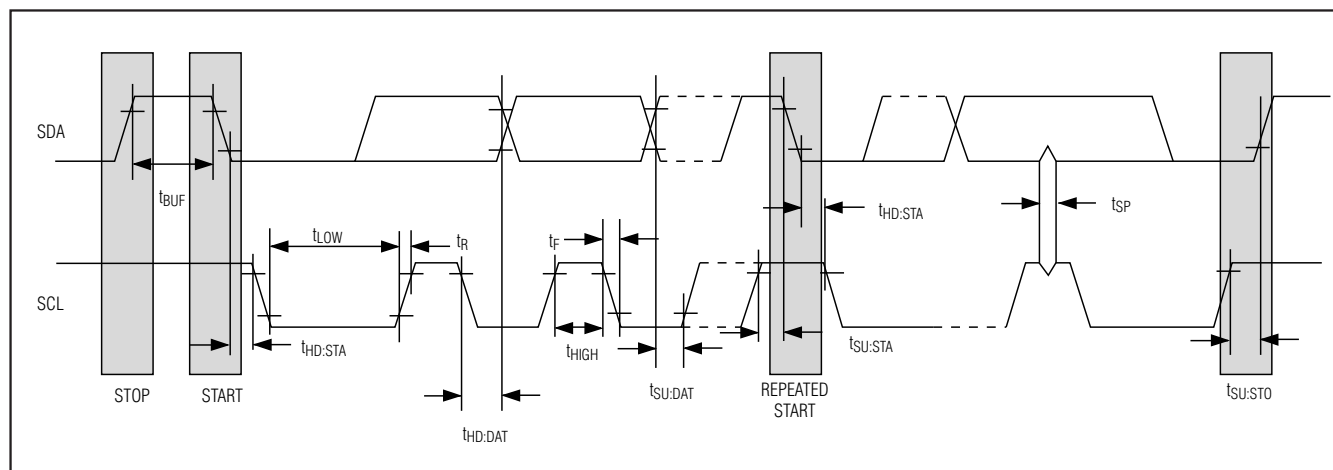 SDA
tBUF
tHD:STA
tSP
tLOW
tR
tF
SCL
tHD:STA
tHIGH
tSU:STA
tSU:DAT
tSU:STO
STOP
START
REPEATED
START
tHD:DAT